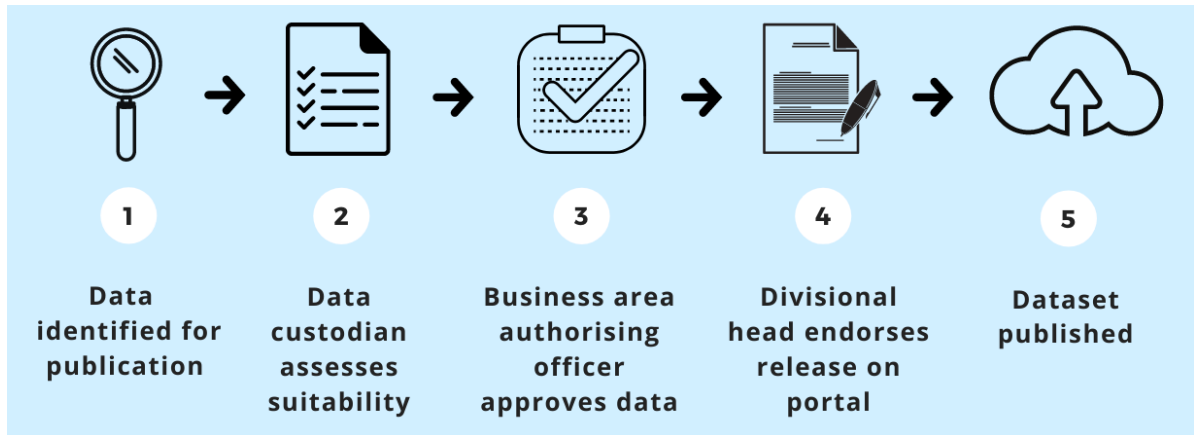 1
Data
identified for
publication
2
Data
custodian
assesses
suitability
3
Business area
authorising
officer
approves data
4
Divisional
head endorses
release on
portal
5
Dataset
published